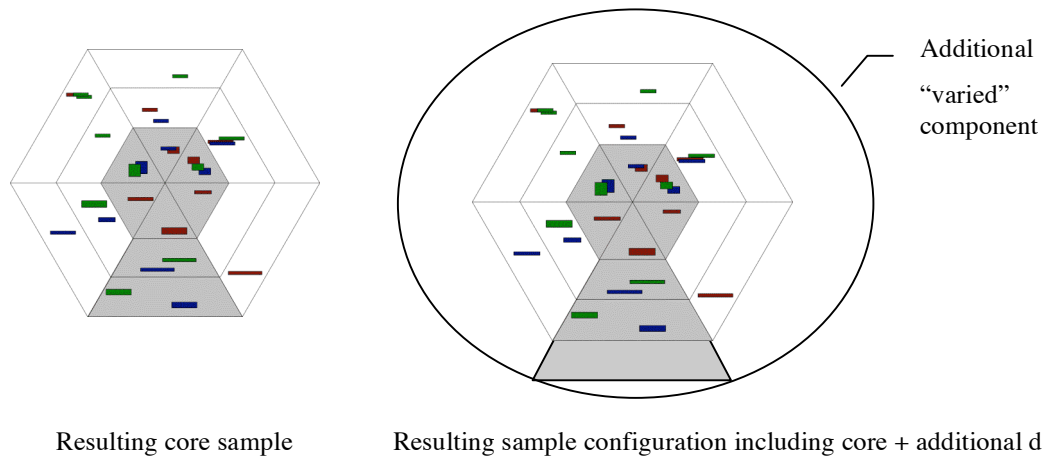 Additional
“varied”
component
Resulting core sample
Resulting sample configuration including core + additional d